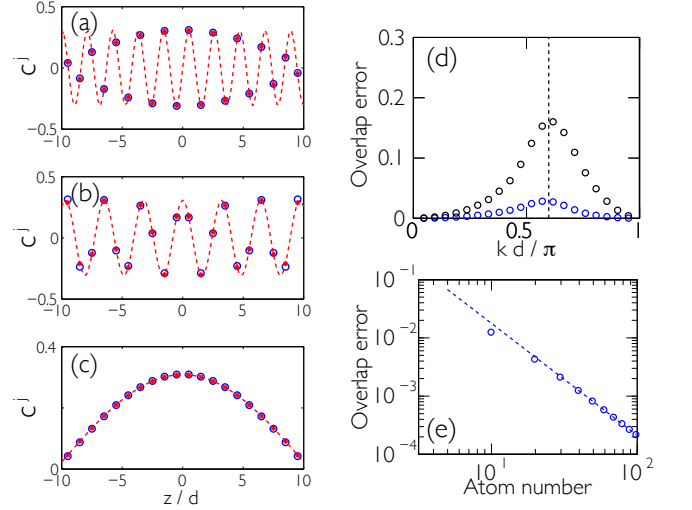 (a)
0.5
0
−0.5
c^j
−10 −5 0 5 10
(b)
0.5
0
−0.5
c^j
−10 −5 0 5 10
(c)
0.4
0
c^j
−10 −5 0 5 10
z / d
(d)
0.3
0.2
0.1
0
Overlap error
0.5 1
k d / π
(e)
10^−1
10^−2
10^−3
10^−4
Overlap error
10^1 10^2
Atom number